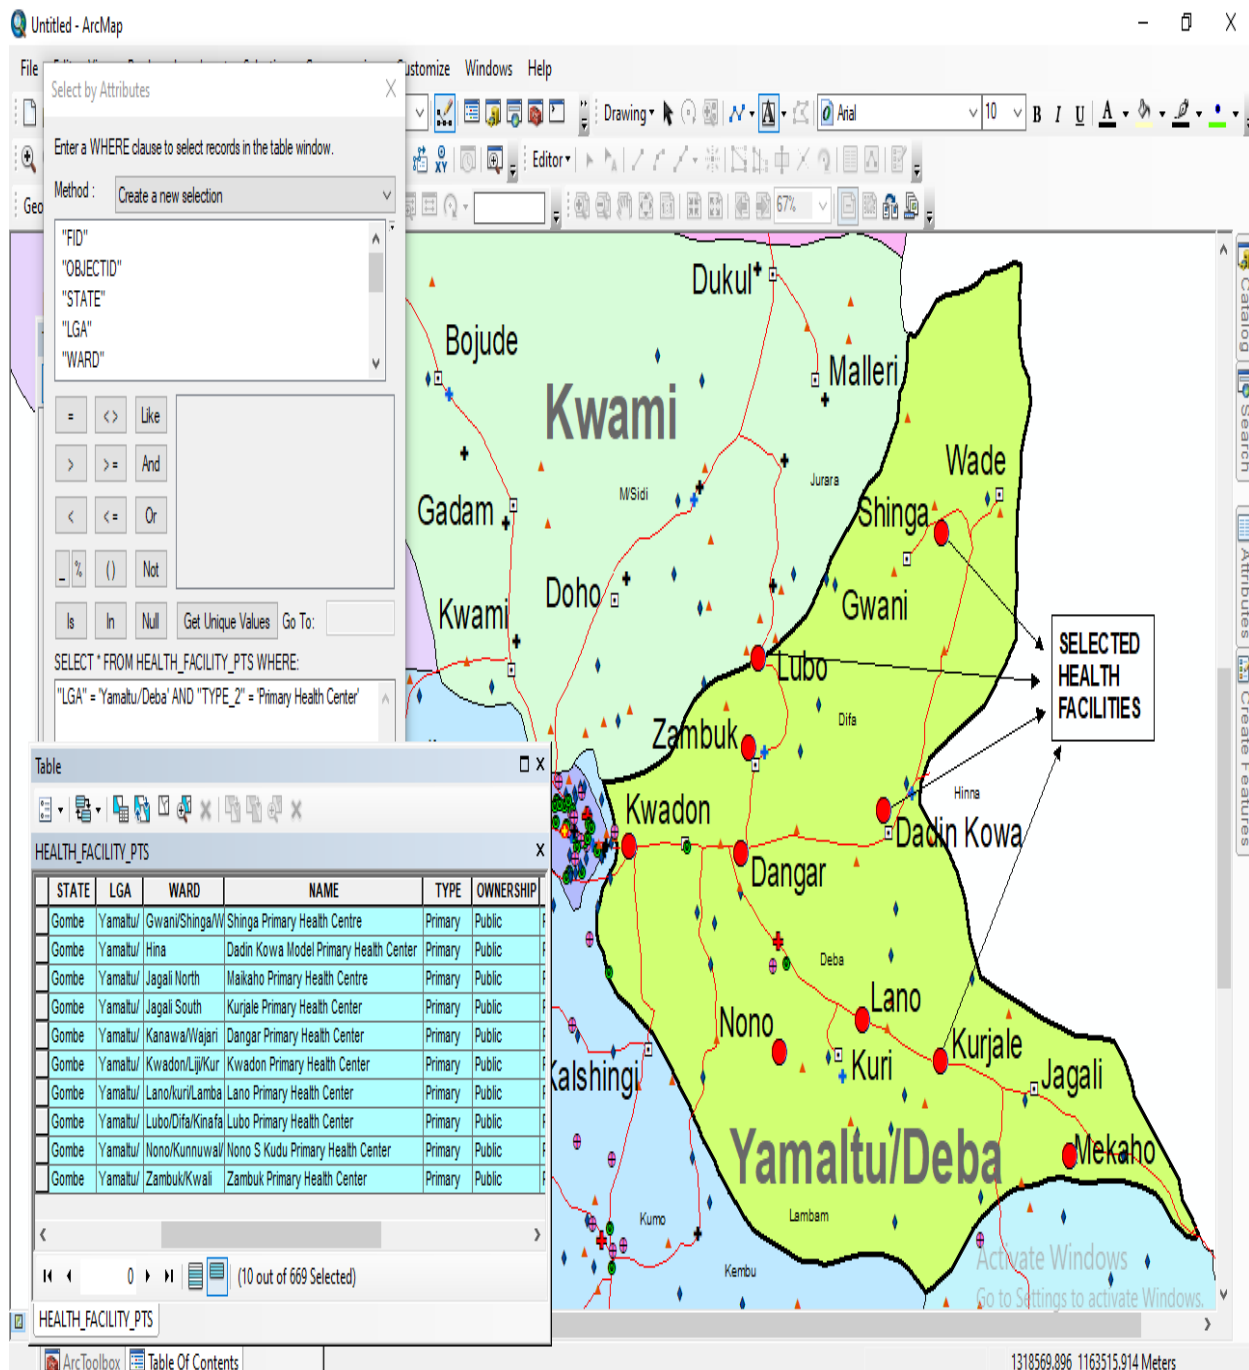 Untitled - ArcMap
File
ustomize Windows Help
Select by Attributes
Enter a WHERE clause to select records in the table window.
Method :
Create a new selection
"FID"
"OBJECTID"
"STATE"
"LGA"
"WARD"
= <> Like
> >= And
< <= Or
_ % () Not
Is In Null Get Unique Values Go To:
SELECT * FROM HEALTH_FACILITY_PTS WHERE:
"LGA" = 'Yamaltu/Deba' AND "TYPE_2" = 'Primary Health Center'
Drawing
Arial
10
B I U A
XY
Editor
Geo
67%
Catalog
Search
Attributes
Create Features
Dukul
Bojude
Malleri
Kwami
Wade
Jurara
M/Sidi
Gadam
Shinga
Doho
Gwani
Kwami
SELECTED
HEALTH
FACILITIES
Lubo
Difa
Zambuk
Hinna
Kwadon
Dadin Kowa
Dangar
Deba
Lano
Nono
Kurjale
Kuri
Kalshingi
Jagali
Yamaltu/Deba
Mekaho
Lambam
Kumo
Kembu
Table
HEALTH_FACILITY_PTS
STATE LGA WARD NAME TYPE OWNERSHIP
Gombe Yamaltu/ Gwani/Shinga/W Shinga Primary Health Centre Primary Public
Gombe Yamaltu/ Hina Dadin Kowa Model Primary Health Center Primary Public
Gombe Yamaltu/ Jagali North Maikaho Primary Health Centre Primary Public
Gombe Yamaltu/ Jagali South Kurjale Primary Health Center Primary Public
Gombe Yamaltu/ Kanawa/Wajari Dangar Primary Health Center Primary Public
Gombe Yamaltu/ Kwadon/Liji/Kur Kwadon Primary Health Center Primary Public
Gombe Yamaltu/ Lano/kuri/Lamba Lano Primary Health Center Primary Public
Gombe Yamaltu/ Lubo/Difa/Kinafa Lubo Primary Health Center Primary Public
Gombe Yamaltu/ Nono/Kunnuwal/ Nono S Kudu Primary Health Center Primary Public
Gombe Yamaltu/ Zambuk/Kwali Zambuk Primary Health Center Primary Public
0 (10 out of 669 Selected)
HEALTH_FACILITY_PTS
Activate Windows
Go to Settings to activate Windows.
ArcToolbox Table Of Contents
1318569.896 1163515.914 Meters